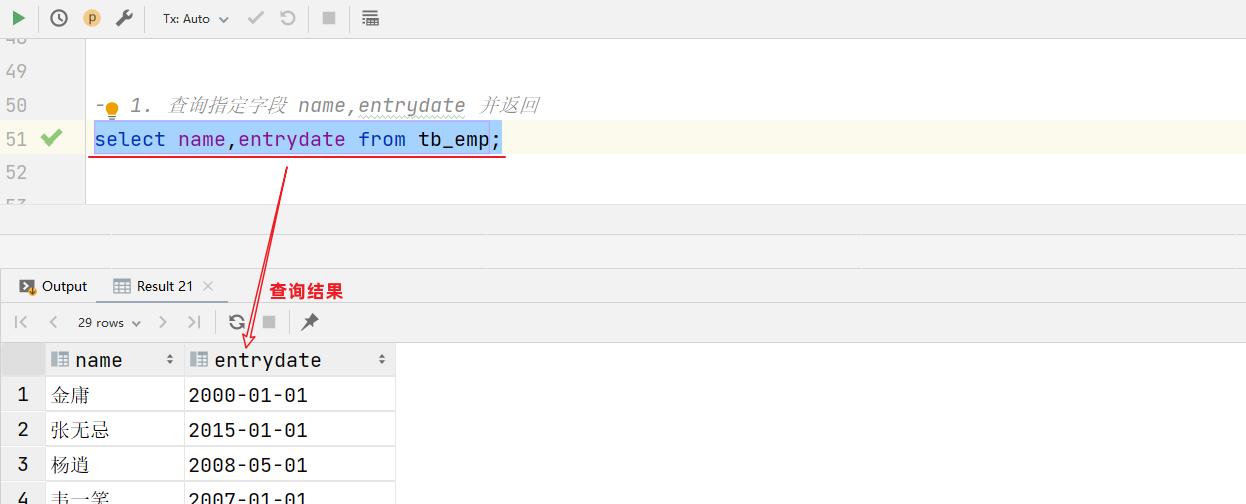 Tx: Auto
48
49
50 -- 1. 查询指定字段 name,entrydate 并返回
51 select name,entrydate from tb_emp;
52
53
Output Result 21
查询结果
29 rows
name entrydate
1 金庸 2000-01-01
2 张无忌 2015-01-01
3 杨逍 2008-05-01
4 韦一笑 2007-01-01